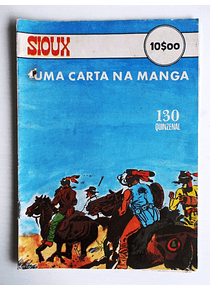 SIOUX
10$00
UMA CARTA NA MANGA
130
QUINZENAL